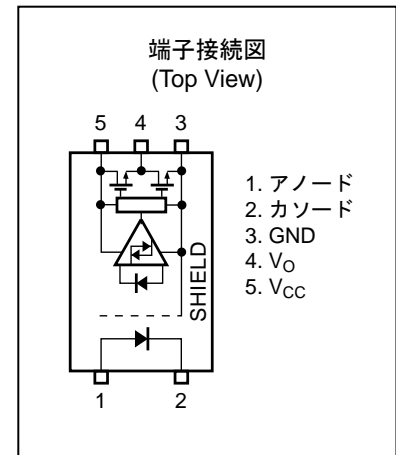 端子接続図
(Top View)
5 4 3
1. アノード
2. カソード
3. GND
4. VO
5. VCC
SHIELD
1 2